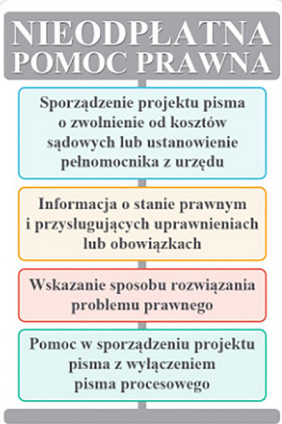 NIEODPŁATNA
POMOC PRAWNA
Sporządzenie projektu pisma
o zwolnienie od kosztów
sądowych lub ustanowienie
pełnomocnika z urzędu
Informacja o stanie prawnym
i przysługujących uprawnieniach
lub obowiązkach
Wskazanie sposobu rozwiązania
problemu prawnego
Pomoc w sporządzeniu projektu
pisma z wyłączeniem
pisma procesowego